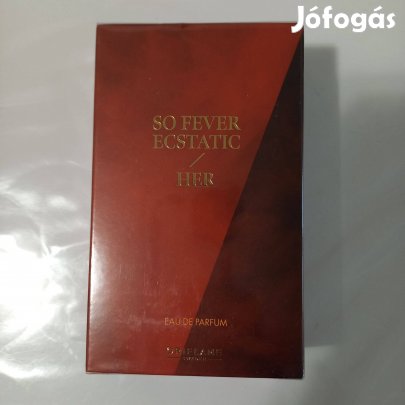 Jófogás
SO FEVER
ECSTATIC
/
HER
EAU DE PARFUM